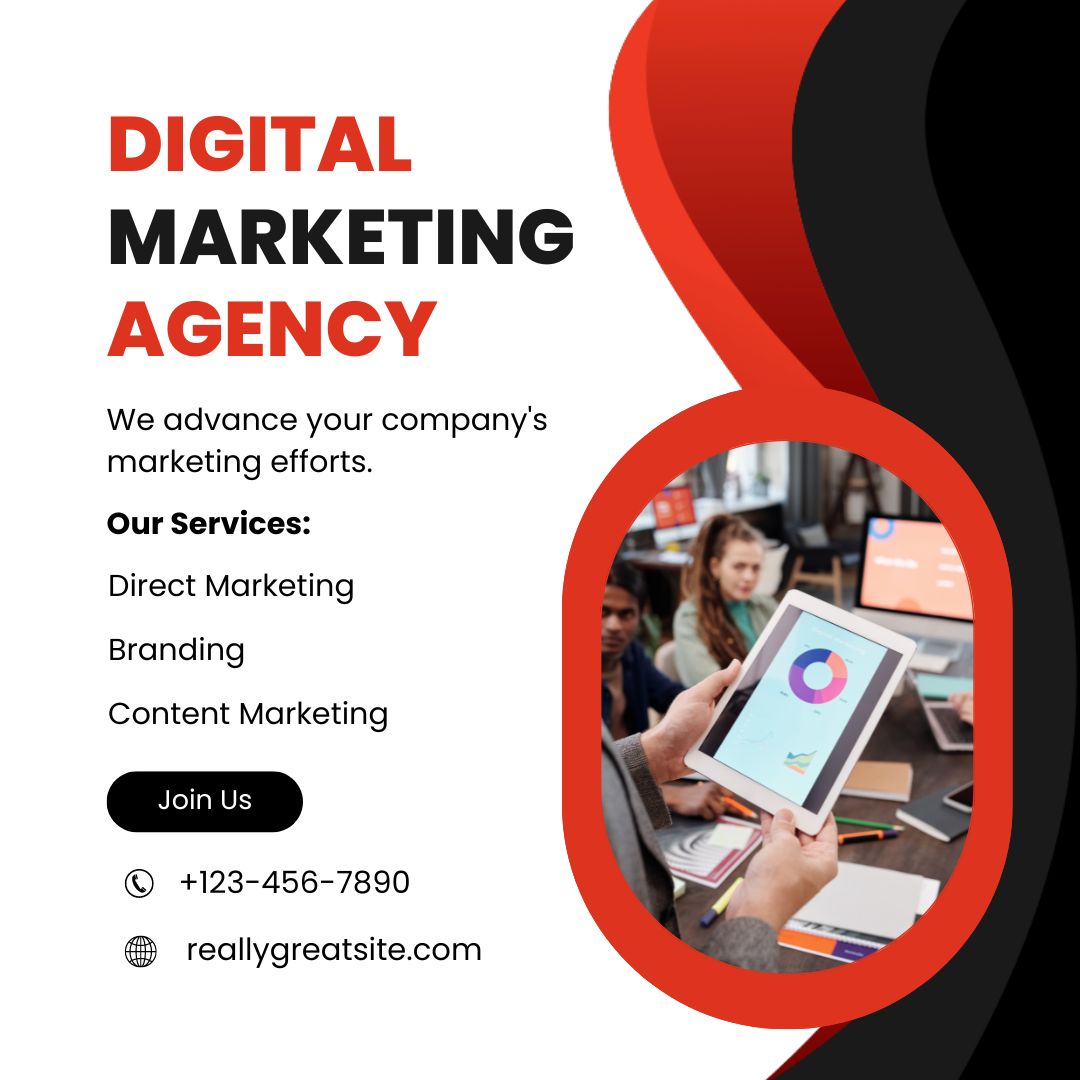 DIGITAL
MARKETING
AGENCY
We advance your company's
marketing efforts.
Our Services:
Direct Marketing
Branding
Content Marketing
Join Us
+123-456-7890
reallygreatsite.com